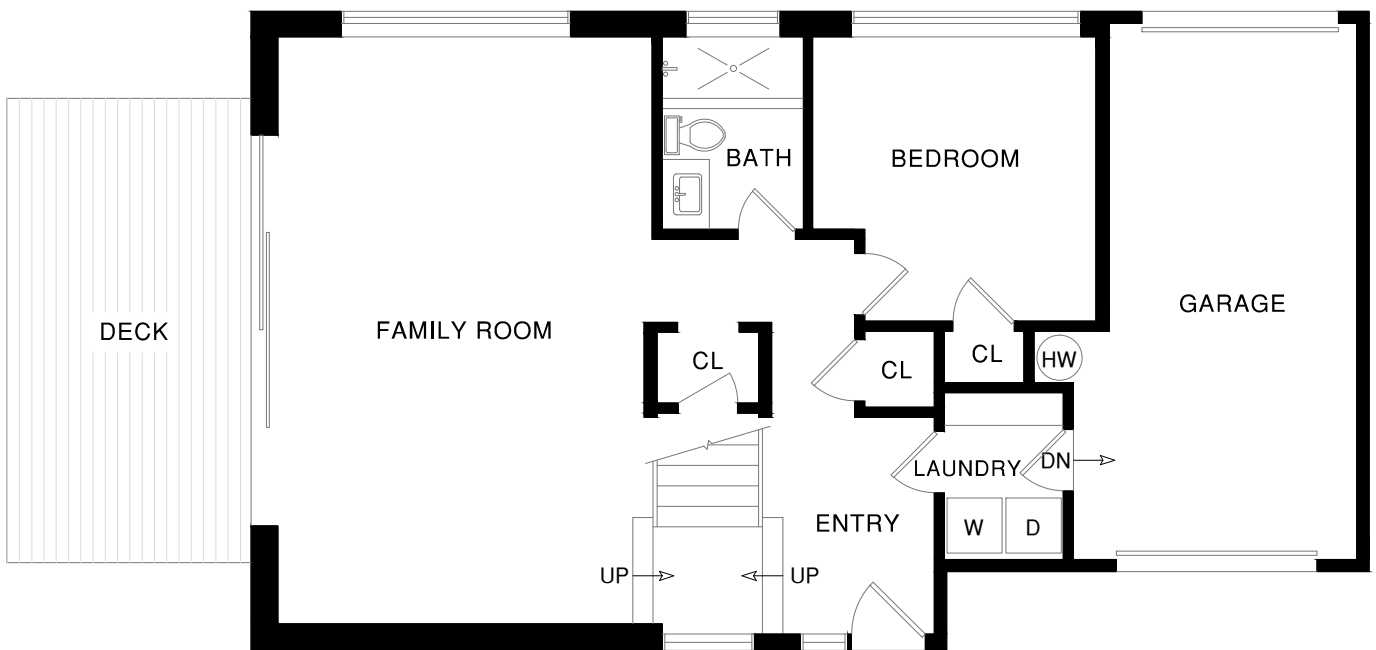 BATH
BEDROOM
GARAGE
DECK
FAMILY ROOM
CL
CL
CL
HW
LAUNDRY
DN
ENTRY
W
D
UP
UP